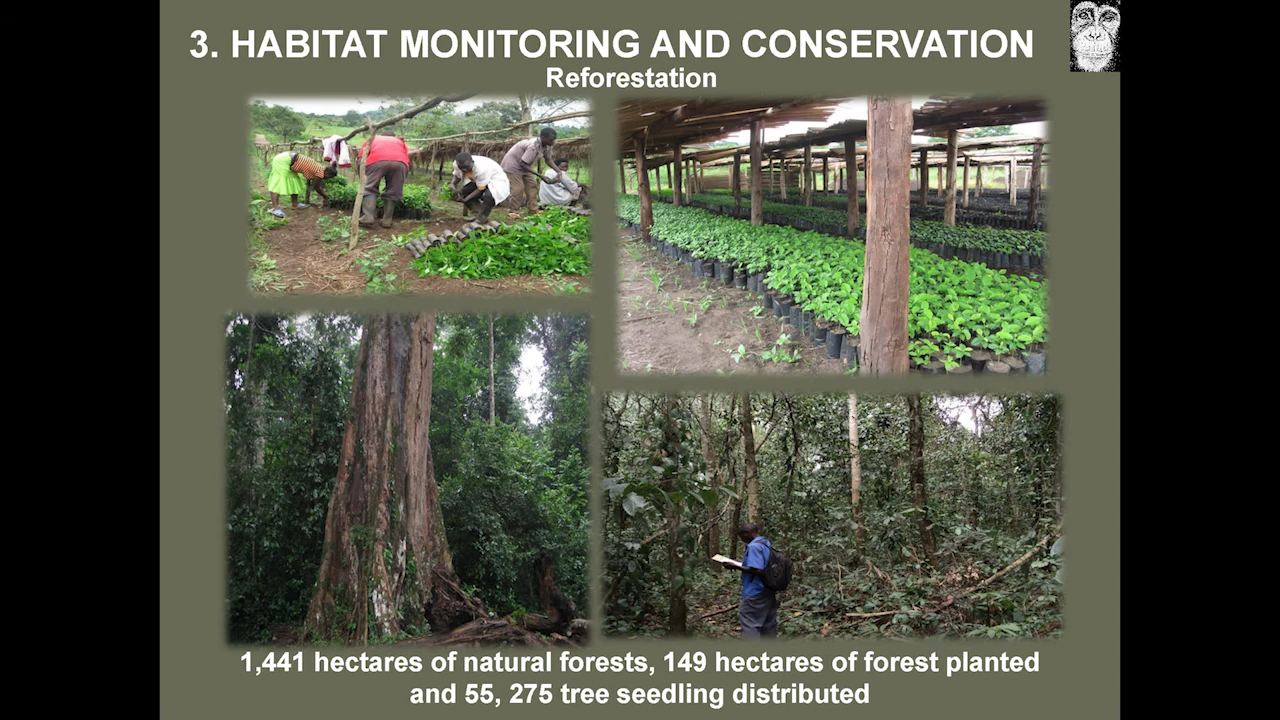 3. HABITAT MONITORING AND CONSERVATION
Reforestation
1,441 hectares of natural forests, 149 hectares of forest planted
and 55, 275 tree seedling distributed